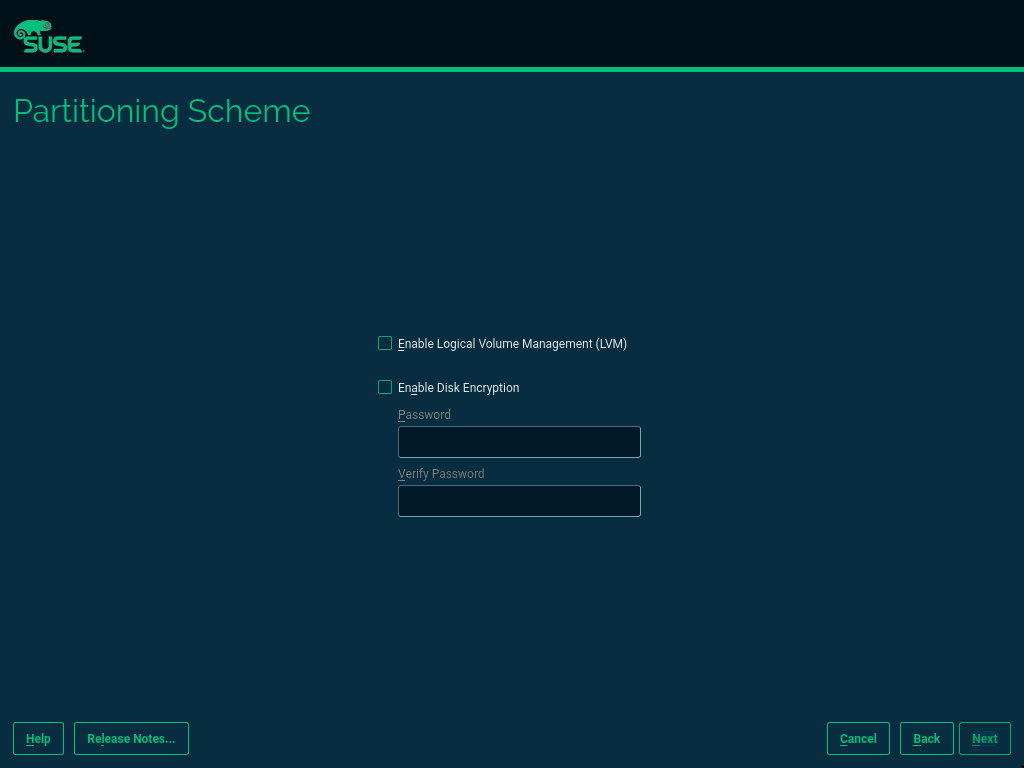 SUSE
Partitioning Scheme
Enable Logical Volume Management (LVM)
Enable Disk Encryption
Password
Verify Password
Help
Release Notes...
Cancel
Back
Next